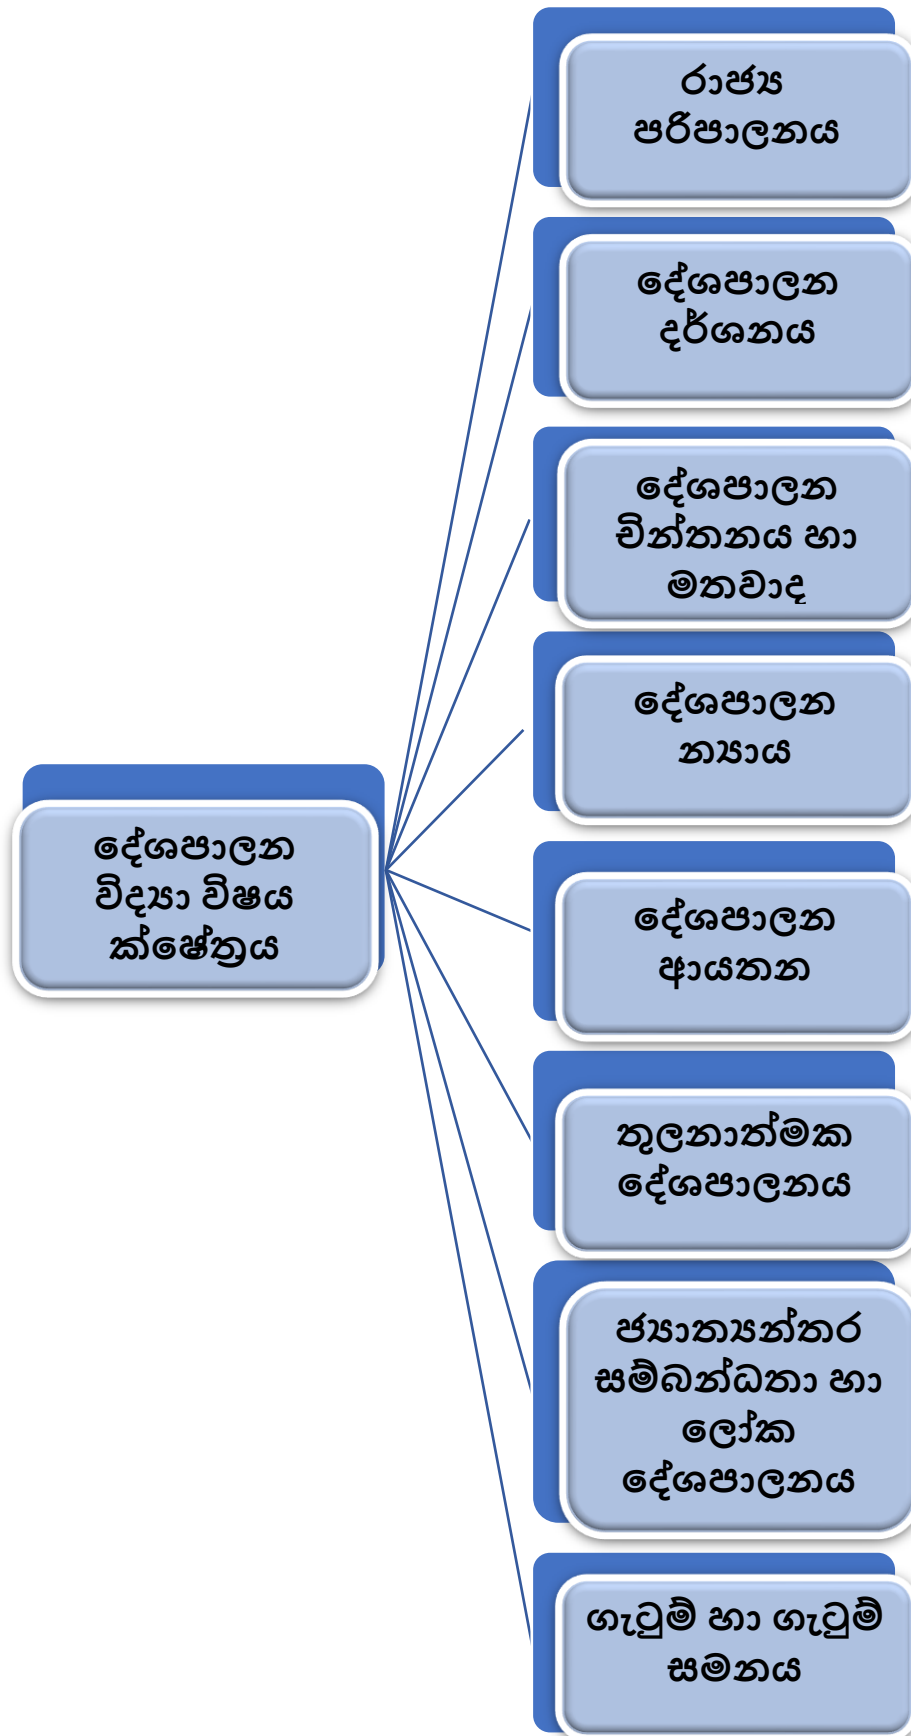 රාජ්‍ය
පරිපාලනය
දේශපාලන
දර්ශනය
දේශපාලන
චින්තනය හා
මතවාද
දේශපාලන
න්‍යාය
දේශපාලන
විද්‍යා විෂය
ක්ෂේත්‍රය
දේශපාලන
ආයතන
තුලනාත්මක
දේශපාලනය
ජ්‍යාත්‍යන්තර
සම්බන්ධතා හා
ලෝක
දේශපාලනය
ගැටුම් හා ගැටුම්
සමනය